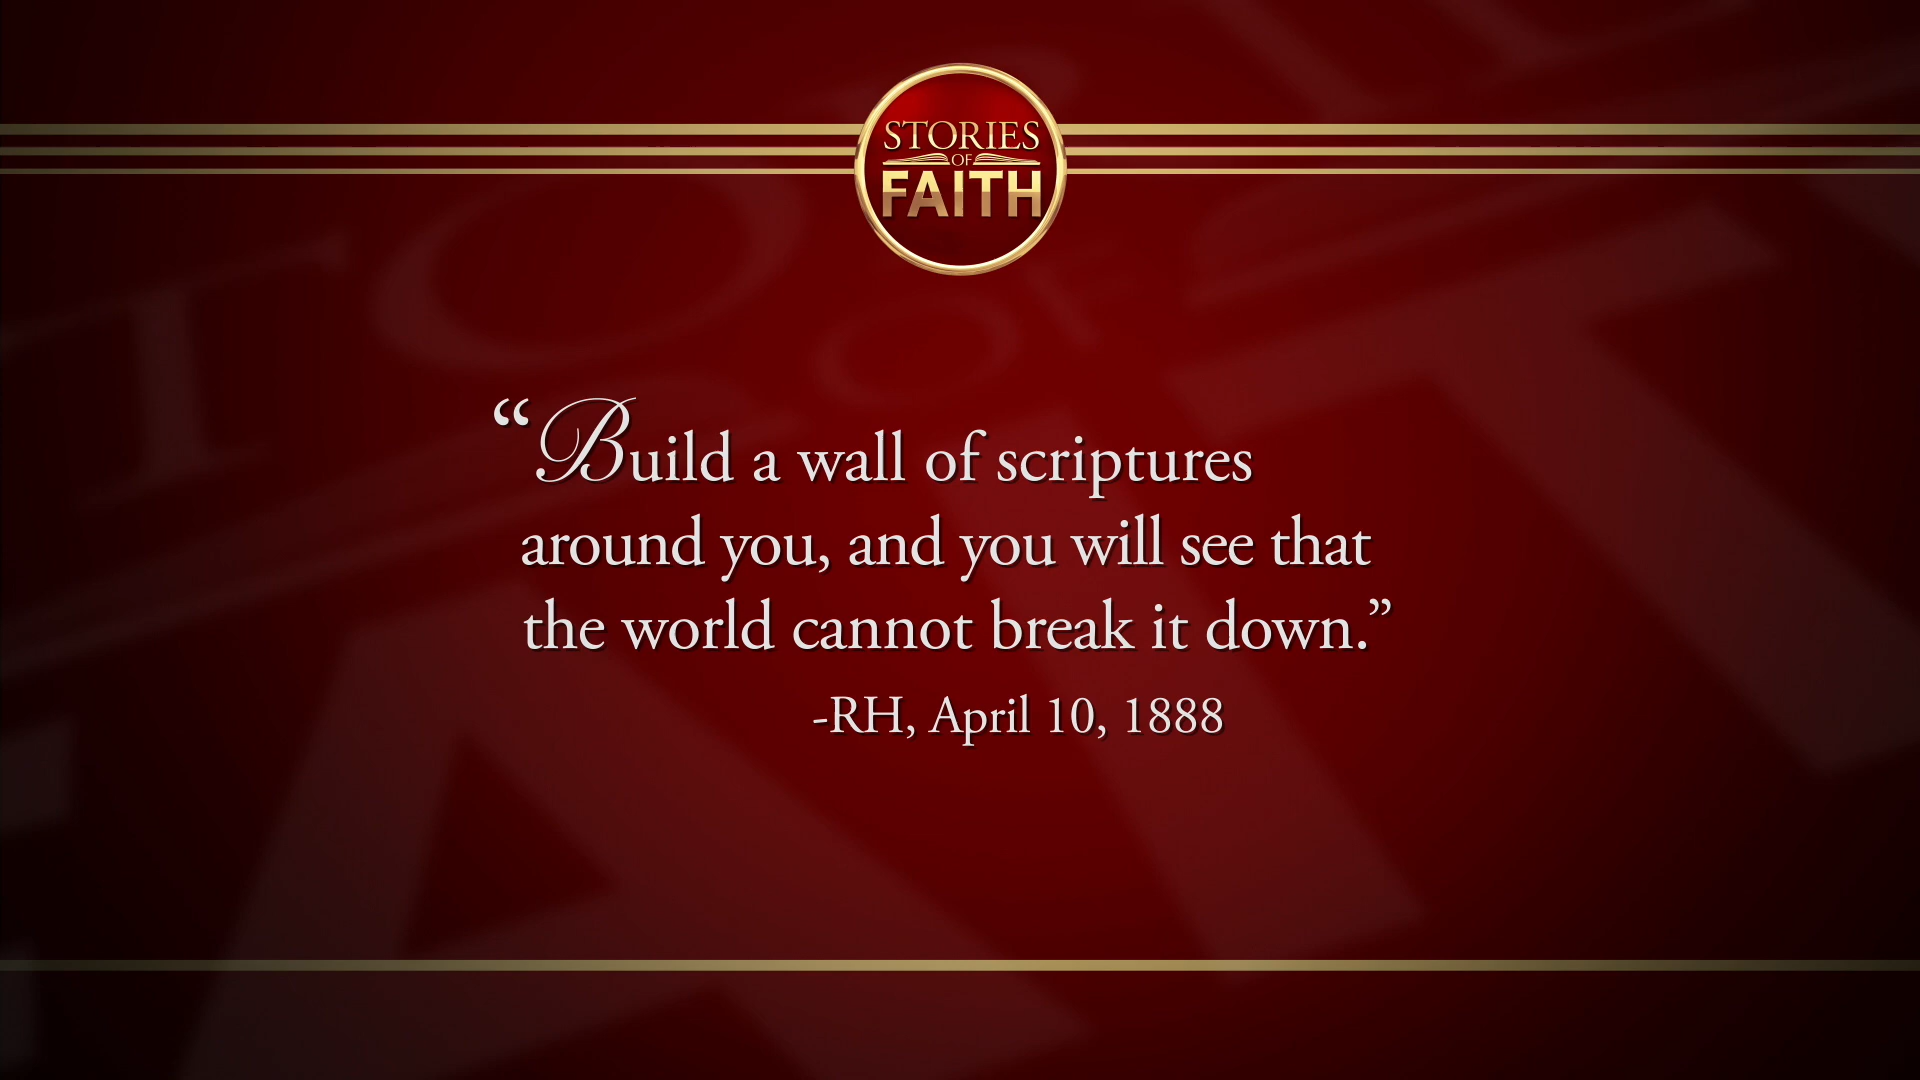 STORIES
OF
FAITH
“Build a wall of scriptures
around you, and you will see that
the world cannot break it down.”
-RH, April 10, 1888